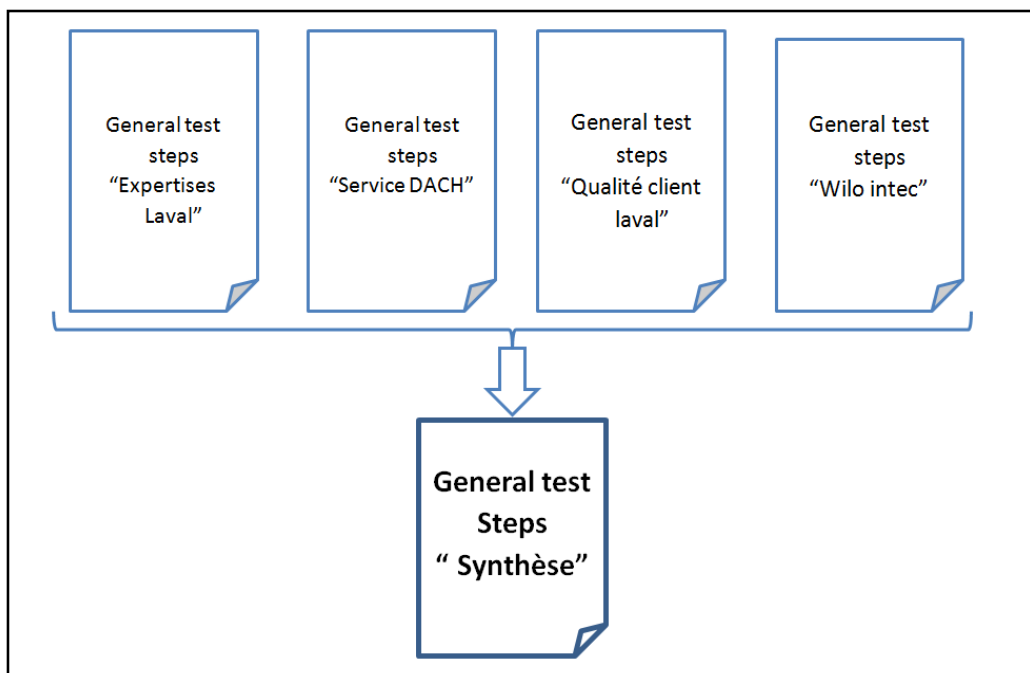 General test
steps
“Expertises
Laval”
General test
steps
“Service DACH”
General test
steps
“Qualité client
laval”
General test
steps
“Wilo intec”
General test
Steps
“ Synthèse”